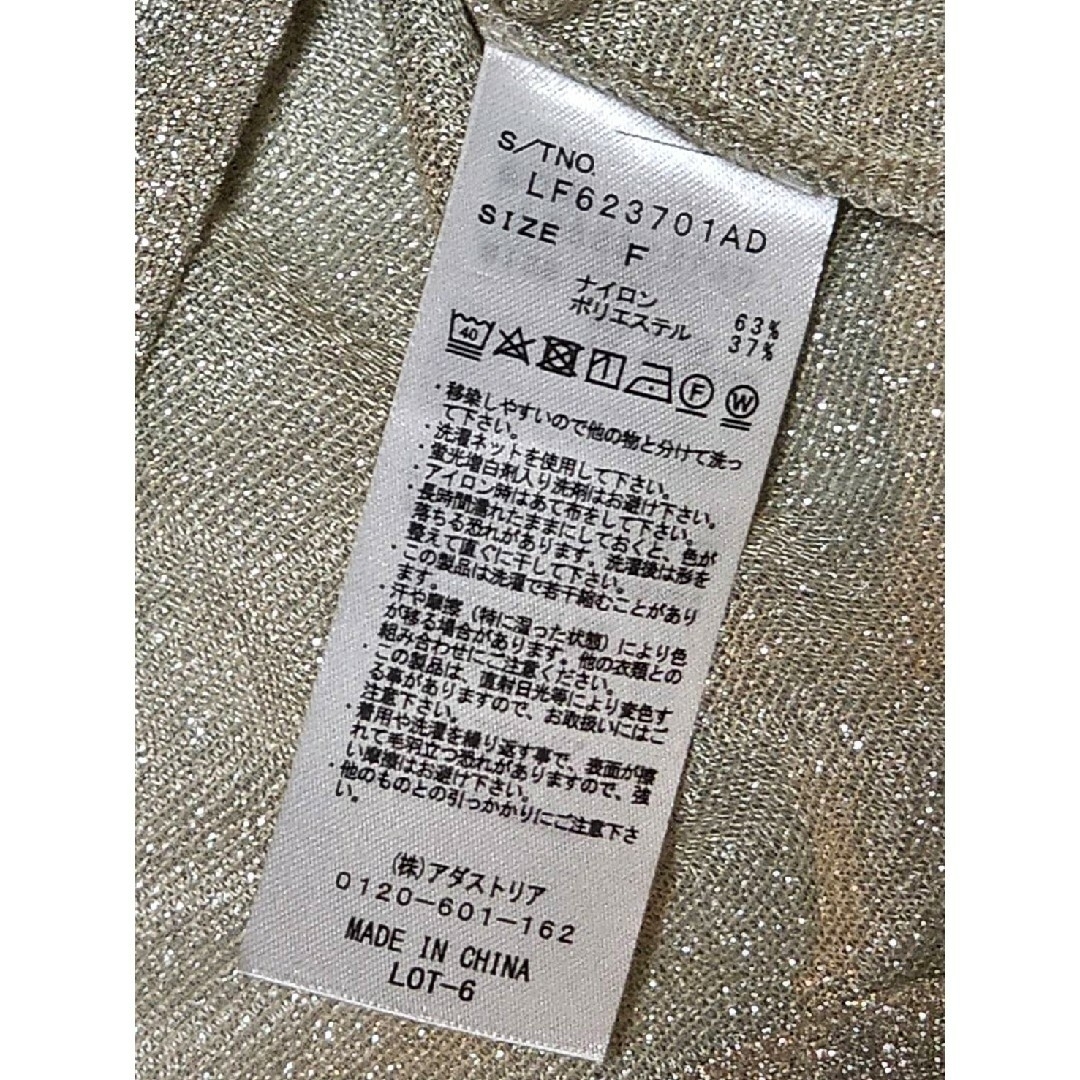 S/TNO.
LF623701AD
SIZE
F
ナイロン 63%
ポリエステル 37%
40
F W
・移染しやすいので他の物と分けて洗っ
て下さい。
・洗濯ネットを使用して下さい。
・蛍光増白剤入り洗剤はお避け下さい。
・アイロン時はあて布をして下さい。
・長時間濡れたままにしておくと、色が
落ちる恐れがあります。洗濯後は形を
整えて直ぐに干して下さい。
・この製品は洗濯で若干縮むことがあり
ます。
・汗や摩擦(特に湿った状態)により色
が移る場合があります。他の衣類との
組み合わせにご注意ください。
・この製品は、直射日光等により変色す
る事がありますので、お取扱いにはご
注意下さい。
・着用や洗濯を繰り返す事で、表面が擦
れて毛羽立つ恐れがありますので、強
い摩擦はお避け下さい。
・他のものとの引っかかりにご注意下さ
い。
(株)アダストリア
0120-601-162
MADE IN CHINA
LOT-6